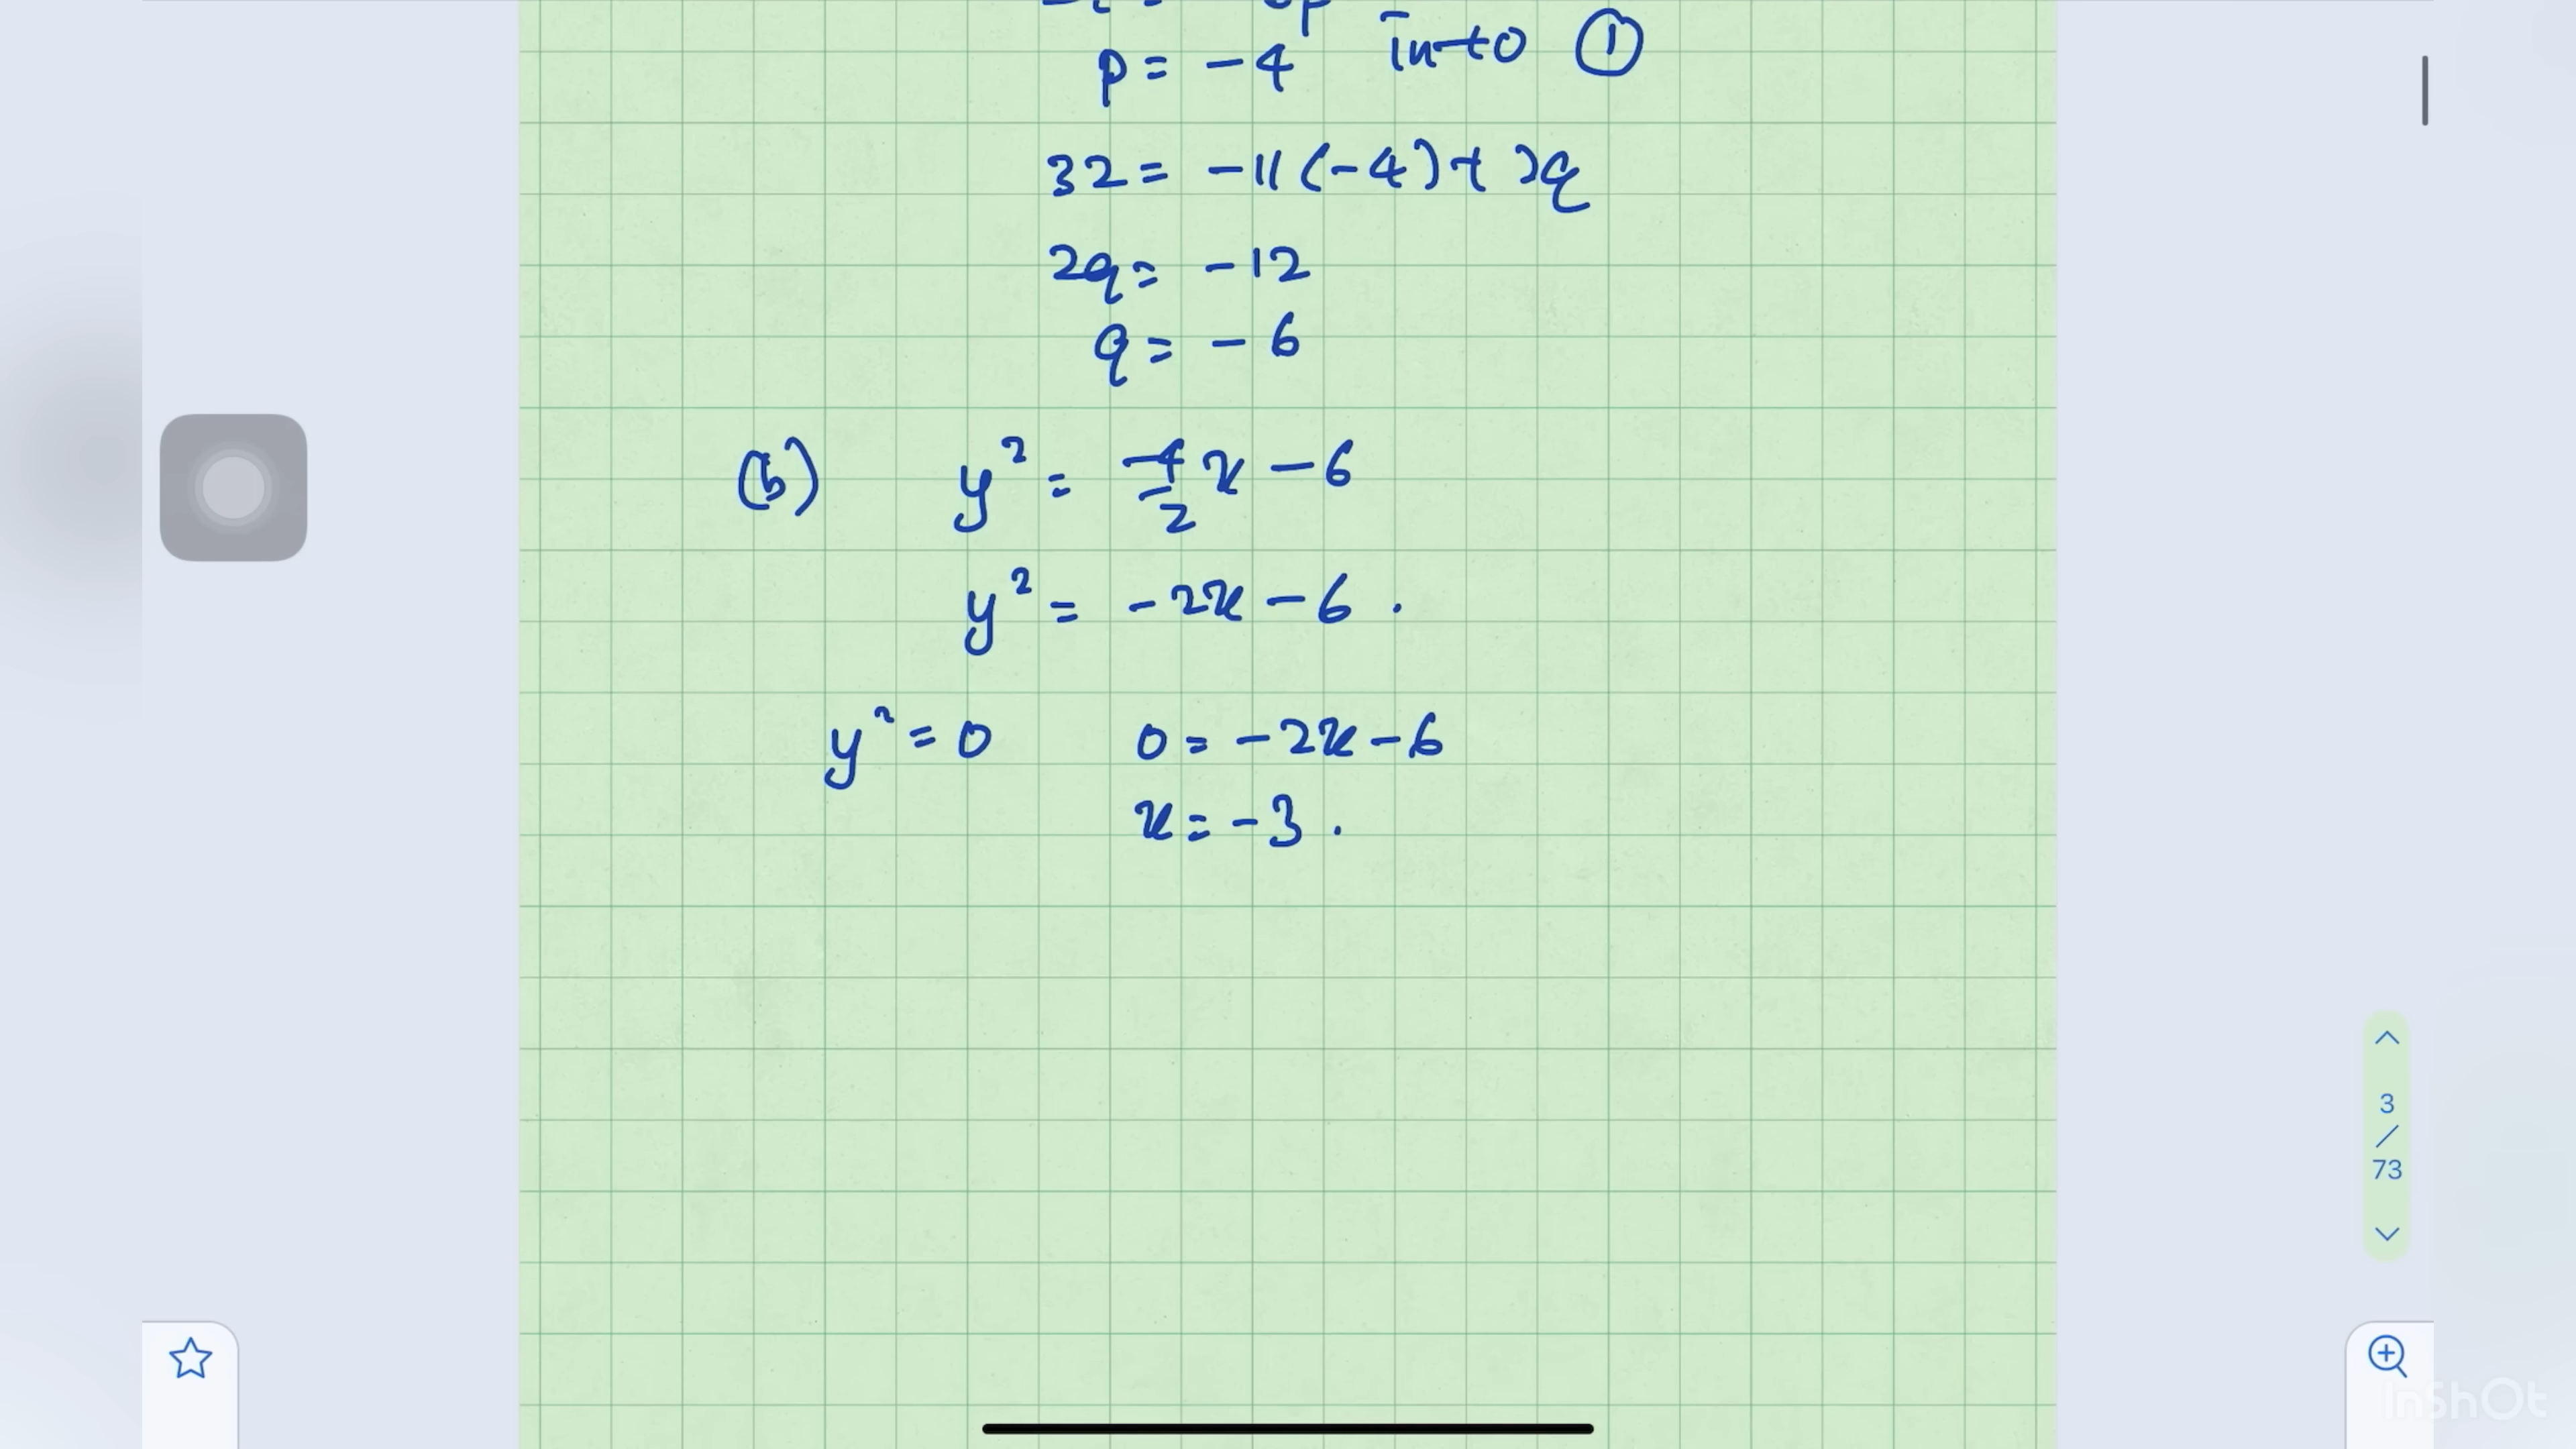 p = -4 into ①
32 = -11(-4) + 2q
2q = -12
q = -6
(b) y² = -4/2 x - 6
y² = -2x - 6 .
y² = 0 0 = -2x - 6
x = -3 .
3
/
73
InShOt